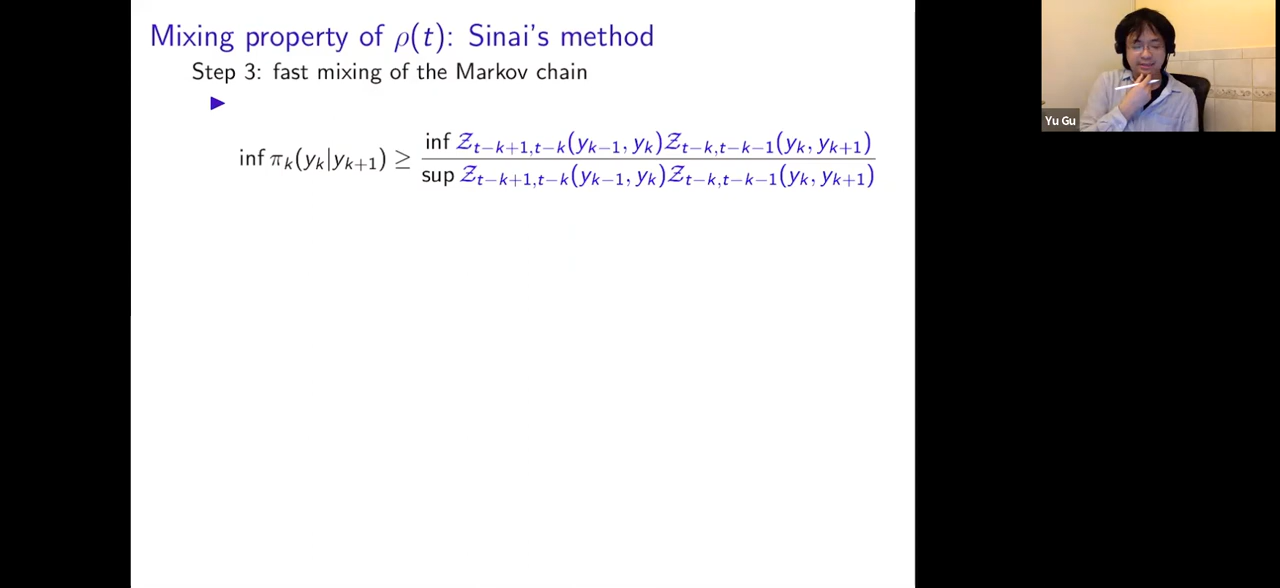 Mixing property of ρ(t): Sinai's method
Step 3: fast mixing of the Markov chain
inf π_k(y_k|y_{k+1}) ≥ \frac{inf 𝒵_{t−k+1,t−k}(y_{k−1}, y_k)𝒵_{t−k,t−k−1}(y_k, y_{k+1})}{sup 𝒵_{t−k+1,t−k}(y_{k−1}, y_k)𝒵_{t−k,t−k−1}(y_k, y_{k+1})}
Yu Gu